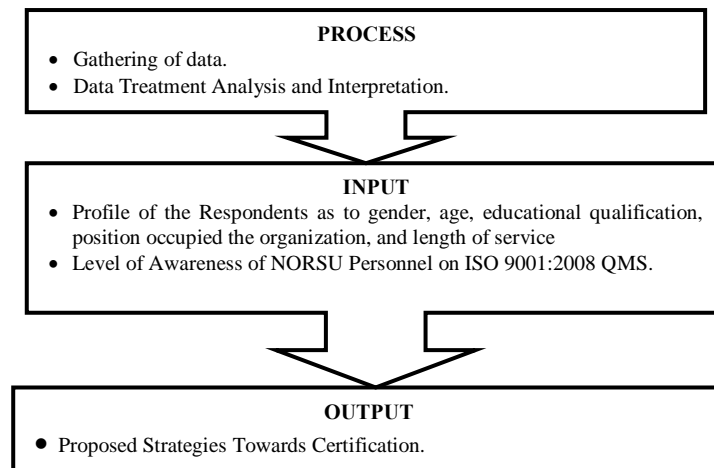 PROCESS
• Gathering of data.
• Data Treatment Analysis and Interpretation.
INPUT
• Profile of the Respondents as to gender, age, educational qualification,
position occupied the organization, and length of service
• Level of Awareness of NORSU Personnel on ISO 9001:2008 QMS.
OUTPUT
• Proposed Strategies Towards Certification.